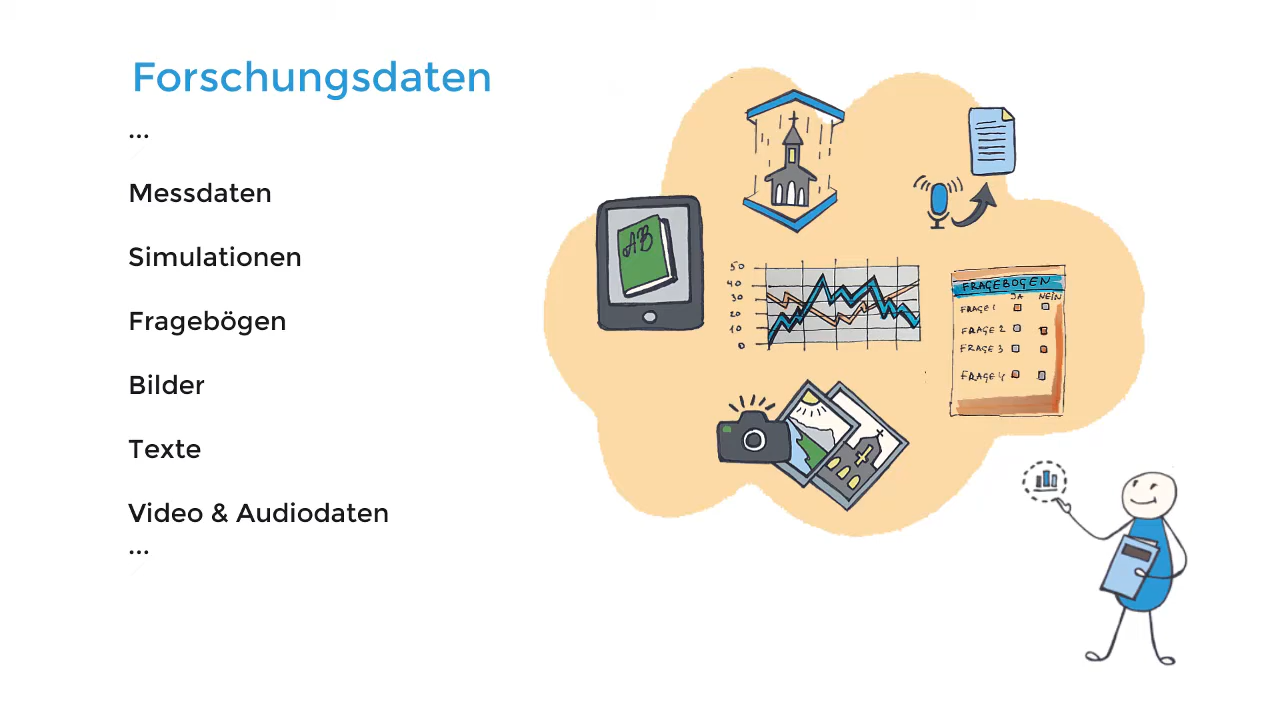 Forschungsdaten
...
Messdaten
Simulationen
Fragebögen
Bilder
Texte
Video & Audiodaten
...
AB
50
40
30
20
10
0
FRAGEBOGEN
JA NEIN
FRAGE 1
FRAGE 2
FRAGE 3
FRAGE 4